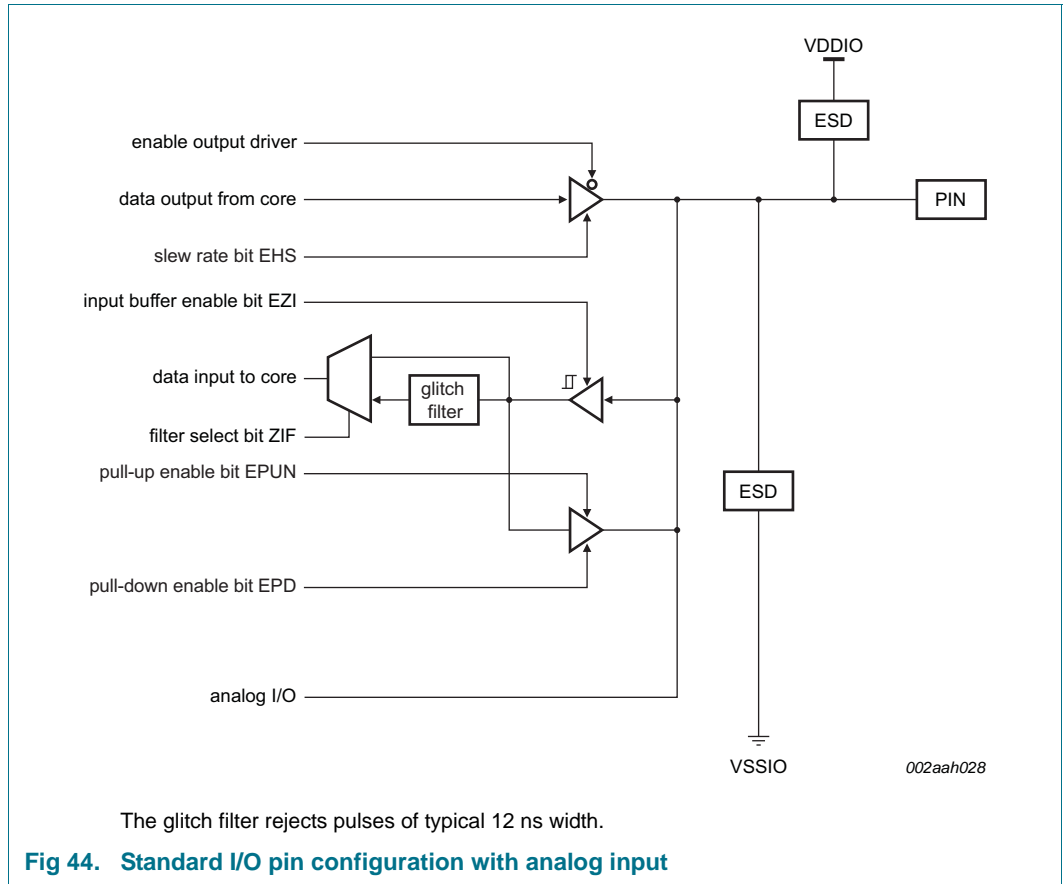 VDDIO
ESD
enable output driver
data output from core
PIN
slew rate bit EHS
input buffer enable bit EZI
data input to core
glitch
filter
filter select bit ZIF
pull-up enable bit EPUN
ESD
pull-down enable bit EPD
analog I/O
VSSIO
002aah028
The glitch filter rejects pulses of typical 12 ns width.
Fig 44. Standard I/O pin configuration with analog input